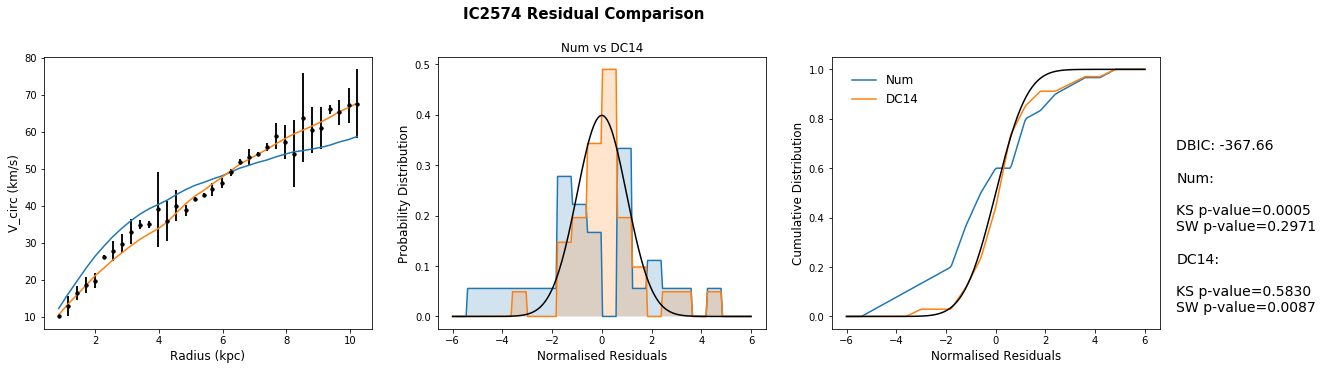 IC2574 Residual Comparison
80
70
60
50
40
30
20
10
2
4
6
8
10
V_circ (km/s)
Radius (kpc)
Num vs DC14
0.5
0.4
0.3
0.2
0.1
0.0
−6
−4
−2
0
2
4
6
Probability Distribution
Normalised Residuals
Num
DC14
1.0
0.8
0.6
0.4
0.2
0.0
−6
−4
−2
0
2
4
6
Cumulative Distribution
Normalised Residuals
DBIC: -367.66
Num:
KS p-value=0.0005
SW p-value=0.2971
DC14:
KS p-value=0.5830
SW p-value=0.0087